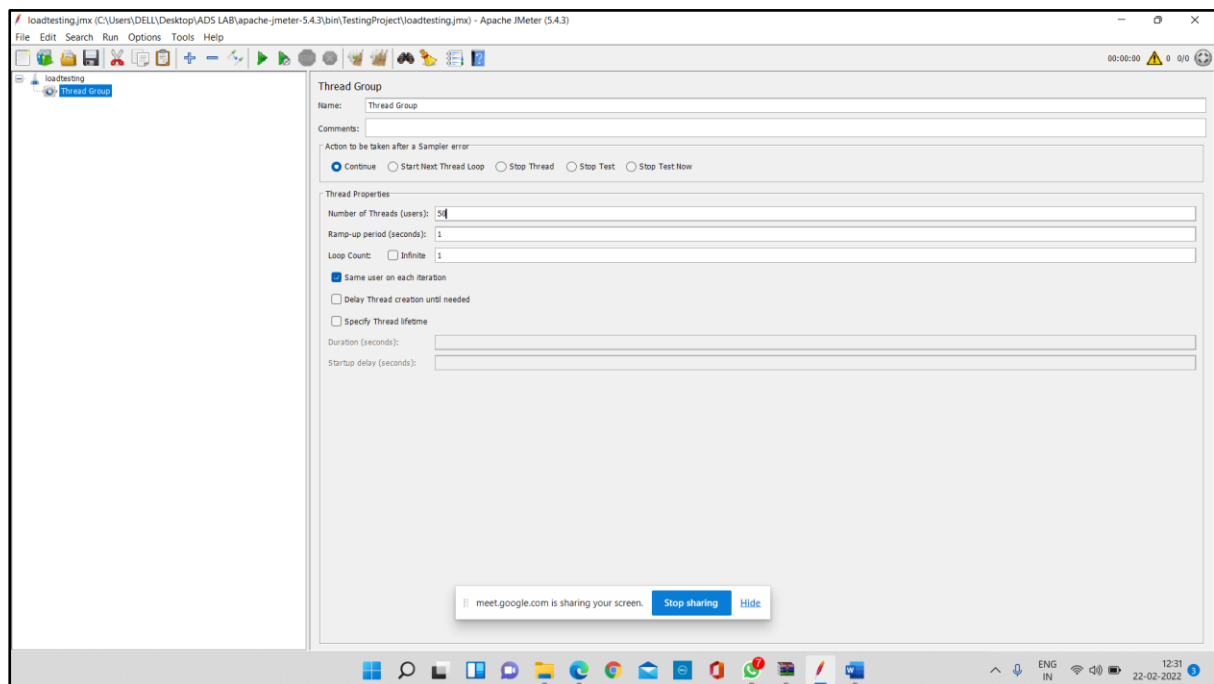 loadtesting.jmx (C:\Users\DELL\Desktop\ADS LAB\apache-jmeter-5.4.3\bin\TestingProject\loadtesting.jmx) - Apache JMeter (5.4.3)
File Edit Search Run Options Tools Help
00:00:00 0 0/0
loadtesting
Thread Group
Thread Group
Name: Thread Group
Comments:
Action to be taken after a Sampler error
Continue Start Next Thread Loop Stop Thread Stop Test Stop Test Now
Thread Properties
Number of Threads (users): 50
Ramp-up period (seconds): 1
Loop Count: Infinite 1
Same user on each iteration
Delay Thread creation until needed
Specify Thread lifetime
Duration (seconds):
Startup delay (seconds):
meet.google.com is sharing your screen. Stop sharing Hide
7
W
ENG
IN
12:31
22-02-2022
3